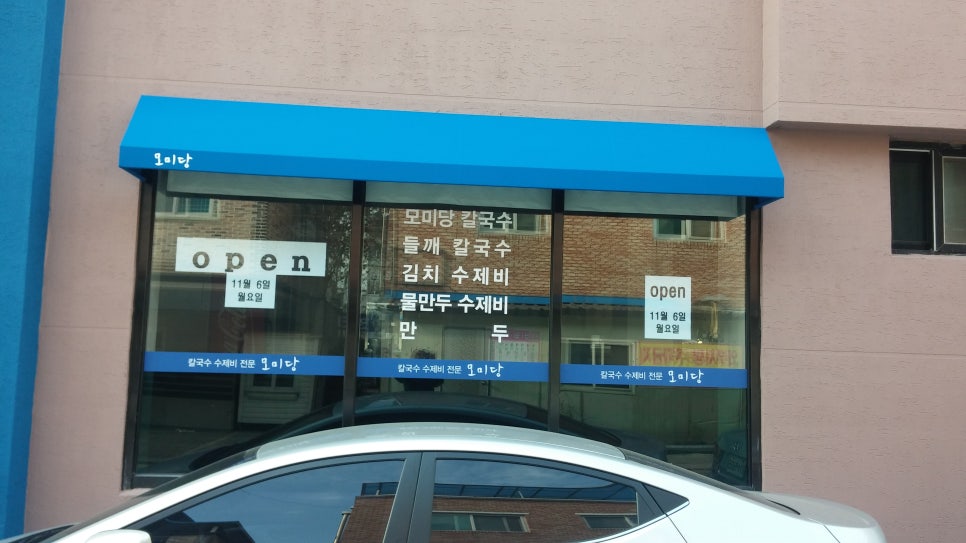 모미당
open
11월 6일
월요일
모미당 칼국수
들깨 칼국수
김치 수제비
물만두 수제비
만 두
open
11월 6일
월요일
칼국수 수제비 전문 모미당
칼국수 수제비 전문 모미당
칼국수 수제비 전문 모미당